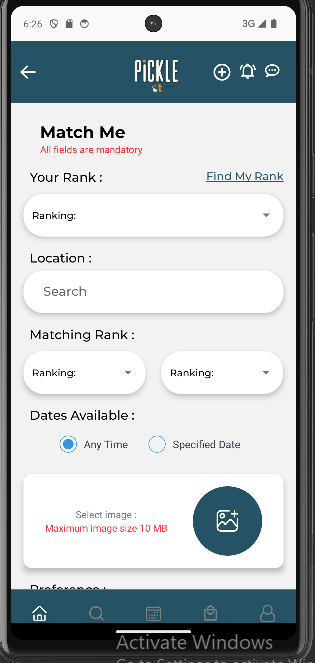 6:26
3G
PICKLE
it
Match Me
All fields are mandatory
Your Rank :
Find My Rank
Ranking:
Location :
Search
Matching Rank :
Ranking:
Ranking:
Dates Available :
Any Time
Specified Date
Select image :
Maximum image size 10 MB
Preference :
Activate Windows
Go to Settings to activate Wi